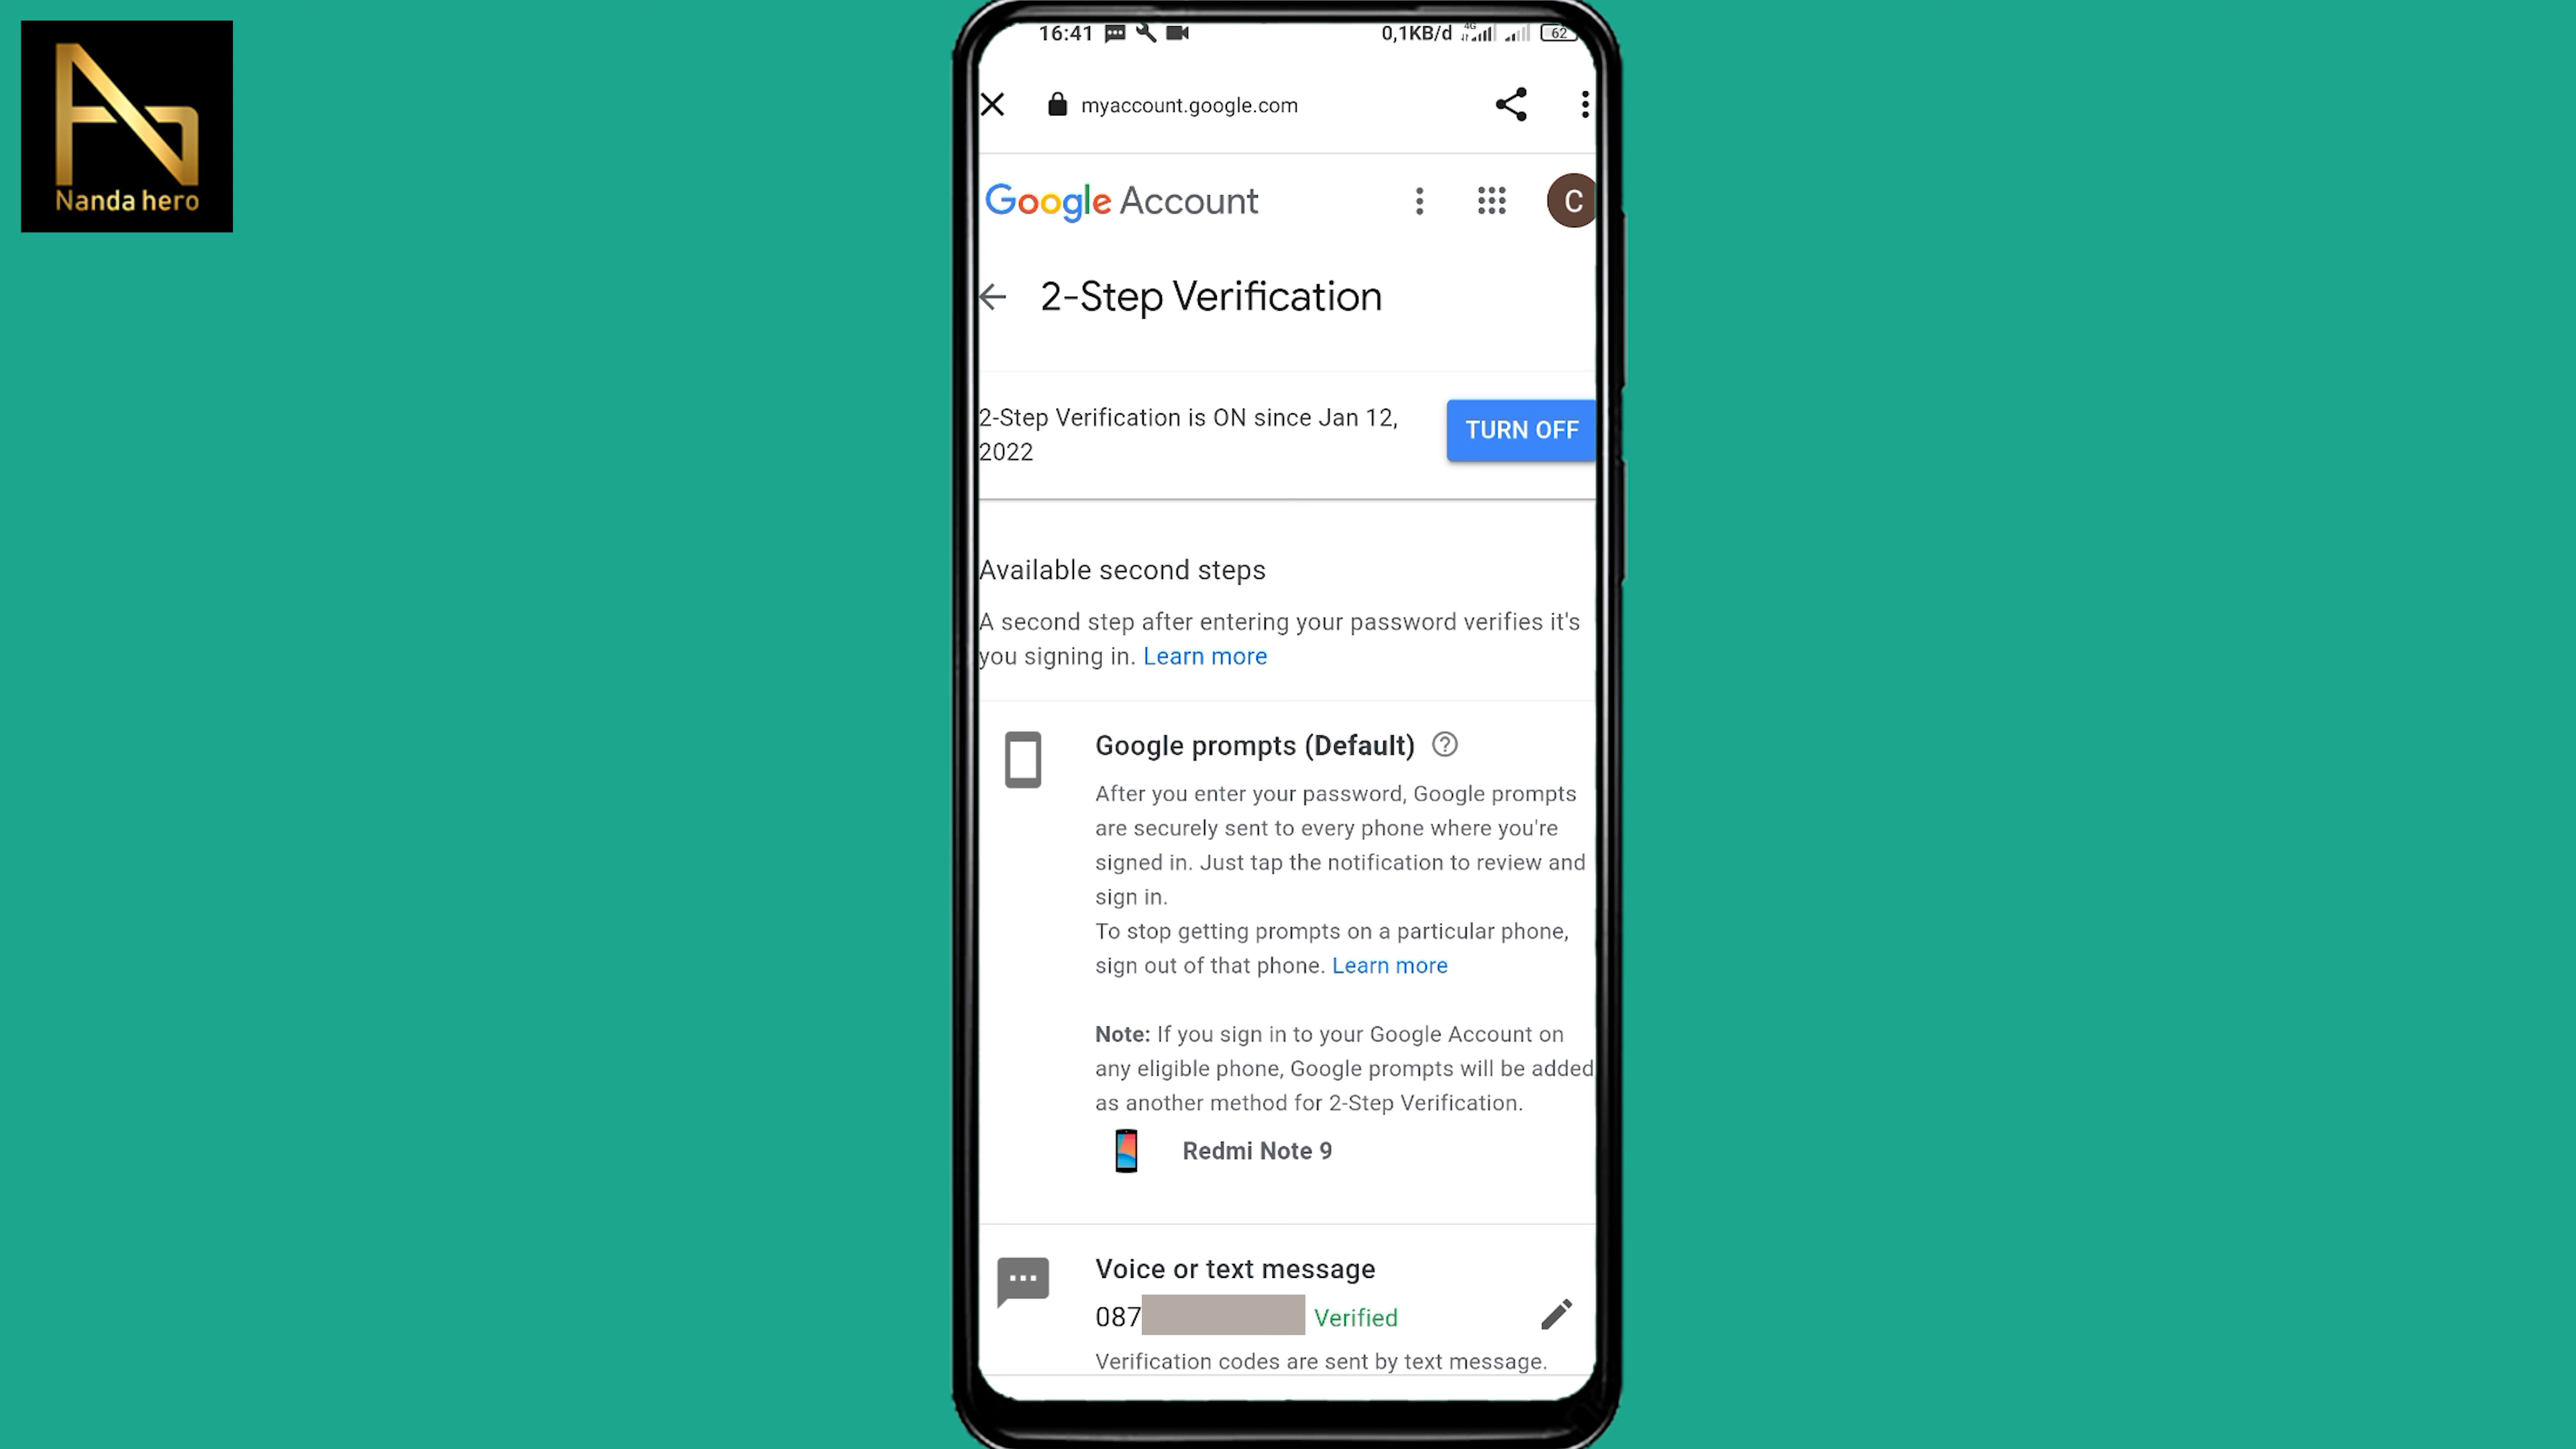 Nanda hero
16:41 0,1KB/d 4G 62
myaccount.google.com
Google Account C
2-Step Verification
2-Step Verification is ON since Jan 12,
2022
TURN OFF
Available second steps
A second step after entering your password verifies it's
you signing in. Learn more
Google prompts (Default)
After you enter your password, Google prompts
are securely sent to every phone where you're
signed in. Just tap the notification to review and
sign in.
To stop getting prompts on a particular phone,
sign out of that phone. Learn more
Note: If you sign in to your Google Account on
any eligible phone, Google prompts will be added
as another method for 2-Step Verification.
Redmi Note 9
Voice or text message
087 Verified
Verification codes are sent by text message.